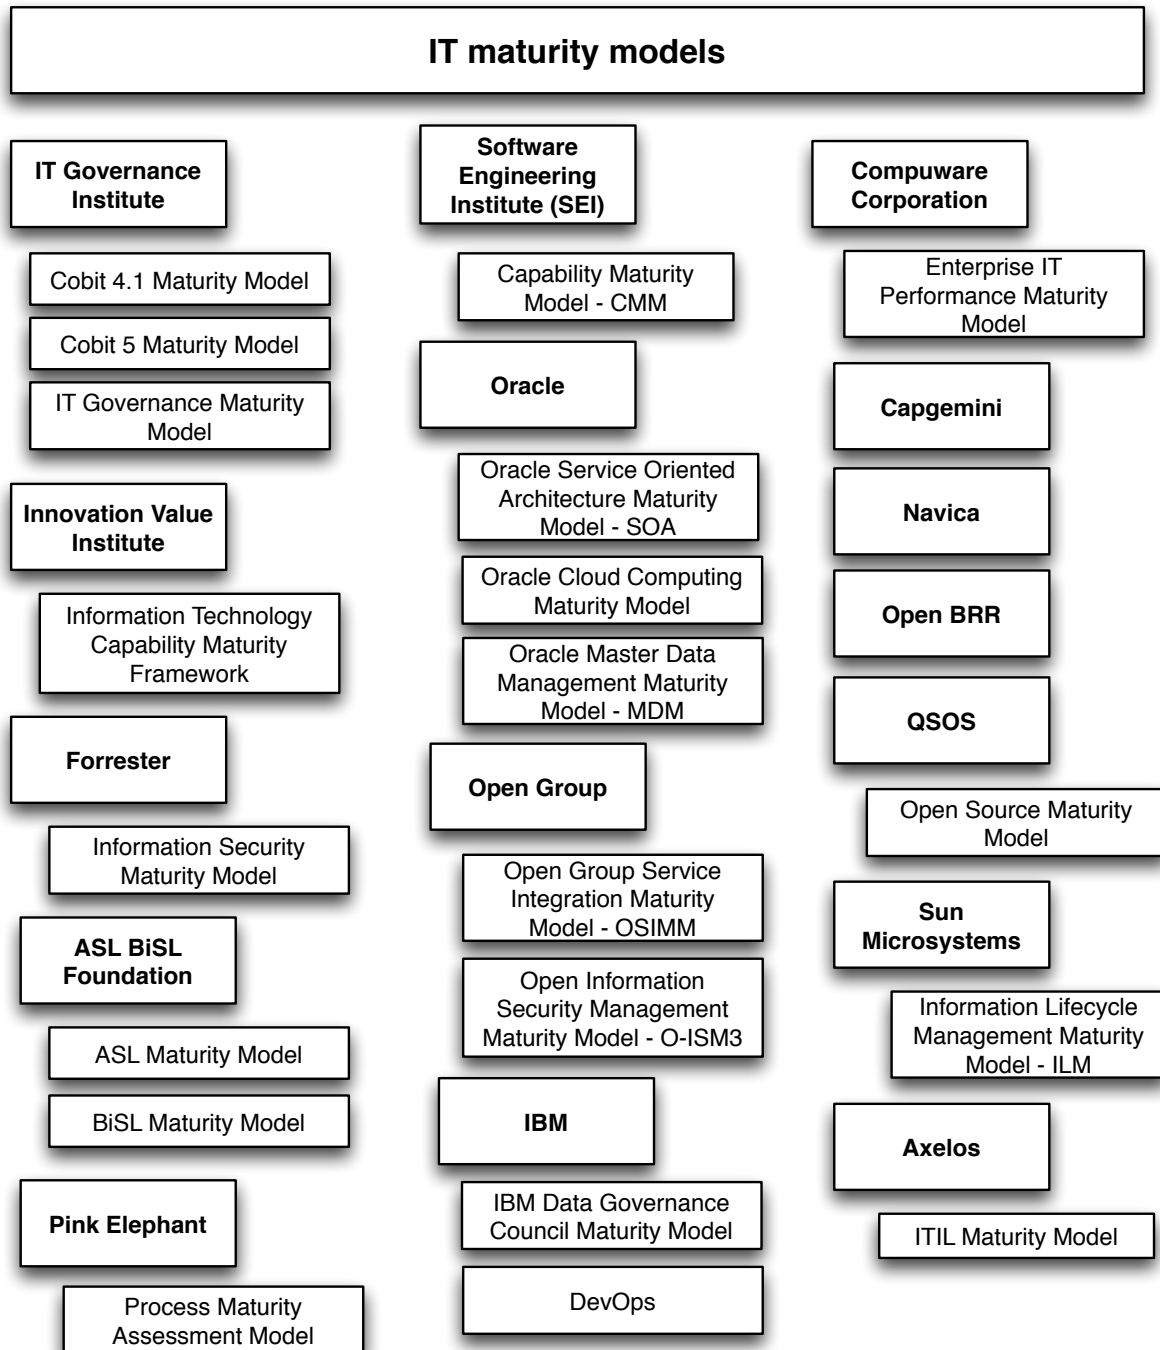 IT maturity models
IT Governance
Institute
Cobit 4.1 Maturity Model
Cobit 5 Maturity Model
IT Governance Maturity
Model
Innovation Value
Institute
Information Technology
Capability Maturity
Framework
Forrester
Information Security
Maturity Model
ASL BiSL
Foundation
ASL Maturity Model
BiSL Maturity Model
Pink Elephant
Process Maturity
Assessment Model
Software
Engineering
Institute (SEI)
Capability Maturity
Model - CMM
Oracle
Oracle Service Oriented
Architecture Maturity
Model - SOA
Oracle Cloud Computing
Maturity Model
Oracle Master Data
Management Maturity
Model - MDM
Open Group
Open Group Service
Integration Maturity
Model - OSIMM
Open Information
Security Management
Maturity Model - O-ISM3
IBM
IBM Data Governance
Council Maturity Model
DevOps
Compuware
Corporation
Enterprise IT
Performance Maturity
Model
Capgemini
Navica
Open BRR
QSOS
Open Source Maturity
Model
Sun
Microsystems
Information Lifecycle
Management Maturity
Model - ILM
Axelos
ITIL Maturity Model